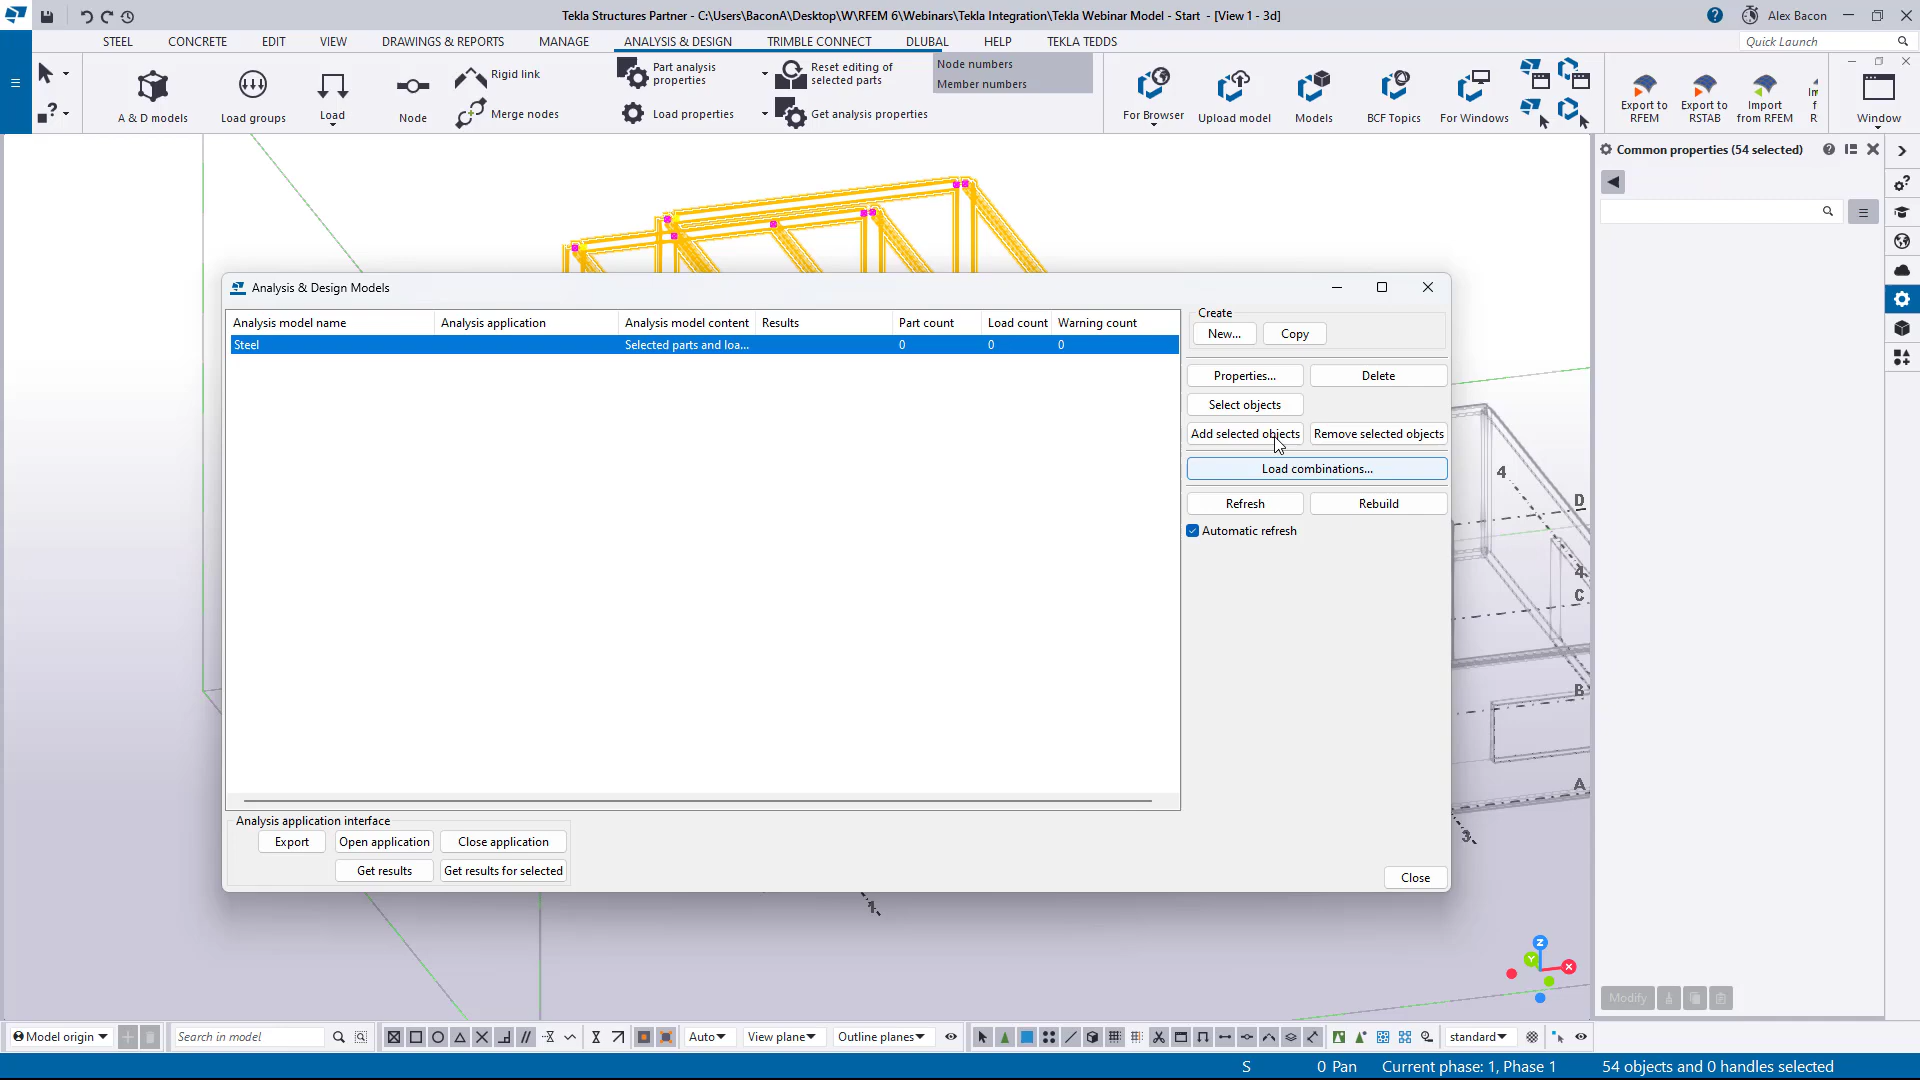 Tekla Structures Partner - C:\Users\BaconA\Desktop\W\RFEM 6\Webinars\Tekla Integration\Tekla Webinar Model - Start - [View 1 - 3d]
Alex Bacon
STEEL CONCRETE EDIT VIEW DRAWINGS & REPORTS MANAGE ANALYSIS & DESIGN TRIMBLE CONNECT DLUBAL HELP TEKLA TEDDS
Quick Launch
A & D models
Load groups
Load
Node
Rigid link
Merge nodes
Part analysis
properties
Load properties
Reset editing of
selected parts
Get analysis properties
Node numbers
Member numbers
For Browser
Upload model
Models
BCF Topics
For Windows
Export to
RFEM
Export to
RSTAB
Import
from RFEM
Window
Common properties (54 selected)
Analysis & Design Models
Analysis model name Analysis application Analysis model content Results Part count Load count Warning count
Steel Selected parts and loa... 0 0 0
Create
New... Copy
Properties... Delete
Select objects
Add selected objects Remove selected objects
Load combinations...
Refresh Rebuild
Automatic refresh
Analysis application interface
Export Open application Close application
Get results Get results for selected
Close
4
D
4
C
B
A
3
1
Z
Y
X
Modify
Model origin
Search in model
Auto
View plane
Outline planes
standard
S 0 Pan Current phase: 1, Phase 1 54 objects and 0 handles selected